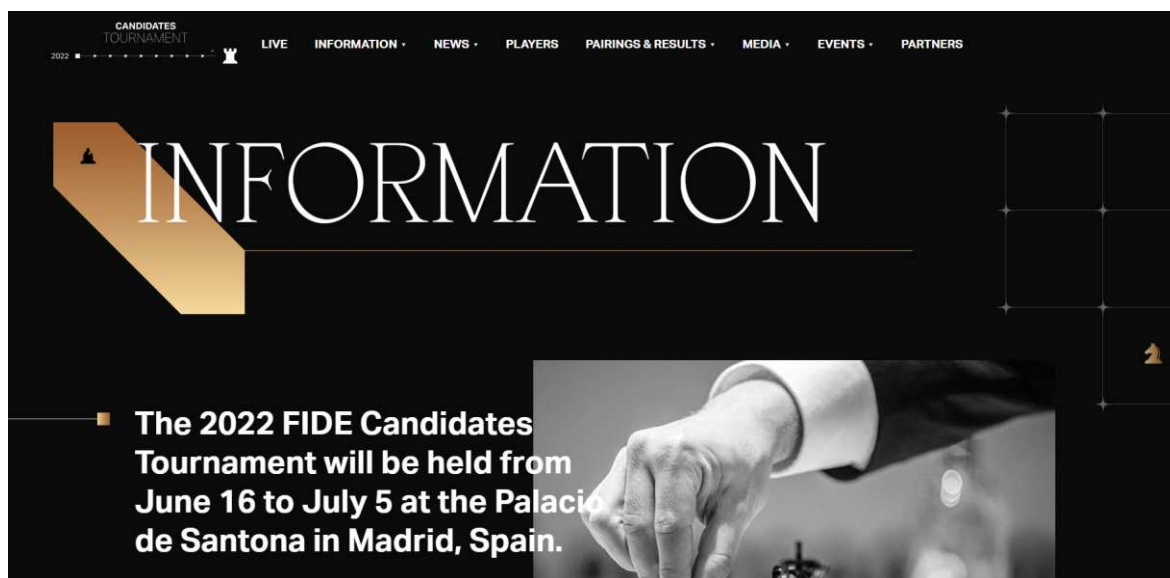 CANDIDATES
TOURNAMENT
2022
LIVE INFORMATION NEWS PLAYERS PAIRINGS & RESULTS MEDIA EVENTS PARTNERS
INFORMATION
The 2022 FIDE Candidates
Tournament will be held from
June 16 to July 5 at the Palacio
de Santona in Madrid, Spain.